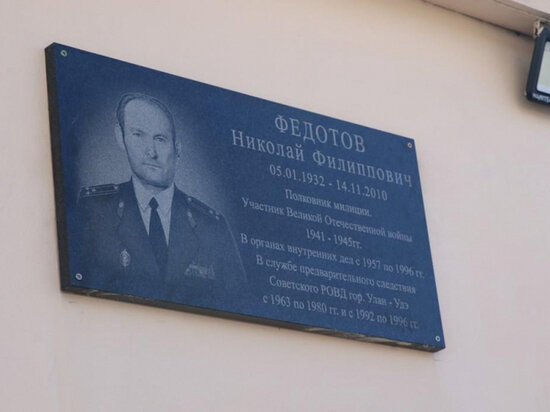 ФЕДОТОВ
Николай Филиппович
05.01.1932 - 14.11.2010
Полковник милиции.
Участник Великой Отечественной войны
1941 - 1945гг.
В органах внутренних дел с 1957 по 1996 гг.
В службе предварительного следствия
Советского РОВД гор. Улан - Удэ
с 1963 по 1980 гг. и с 1992 по 1996 гг.